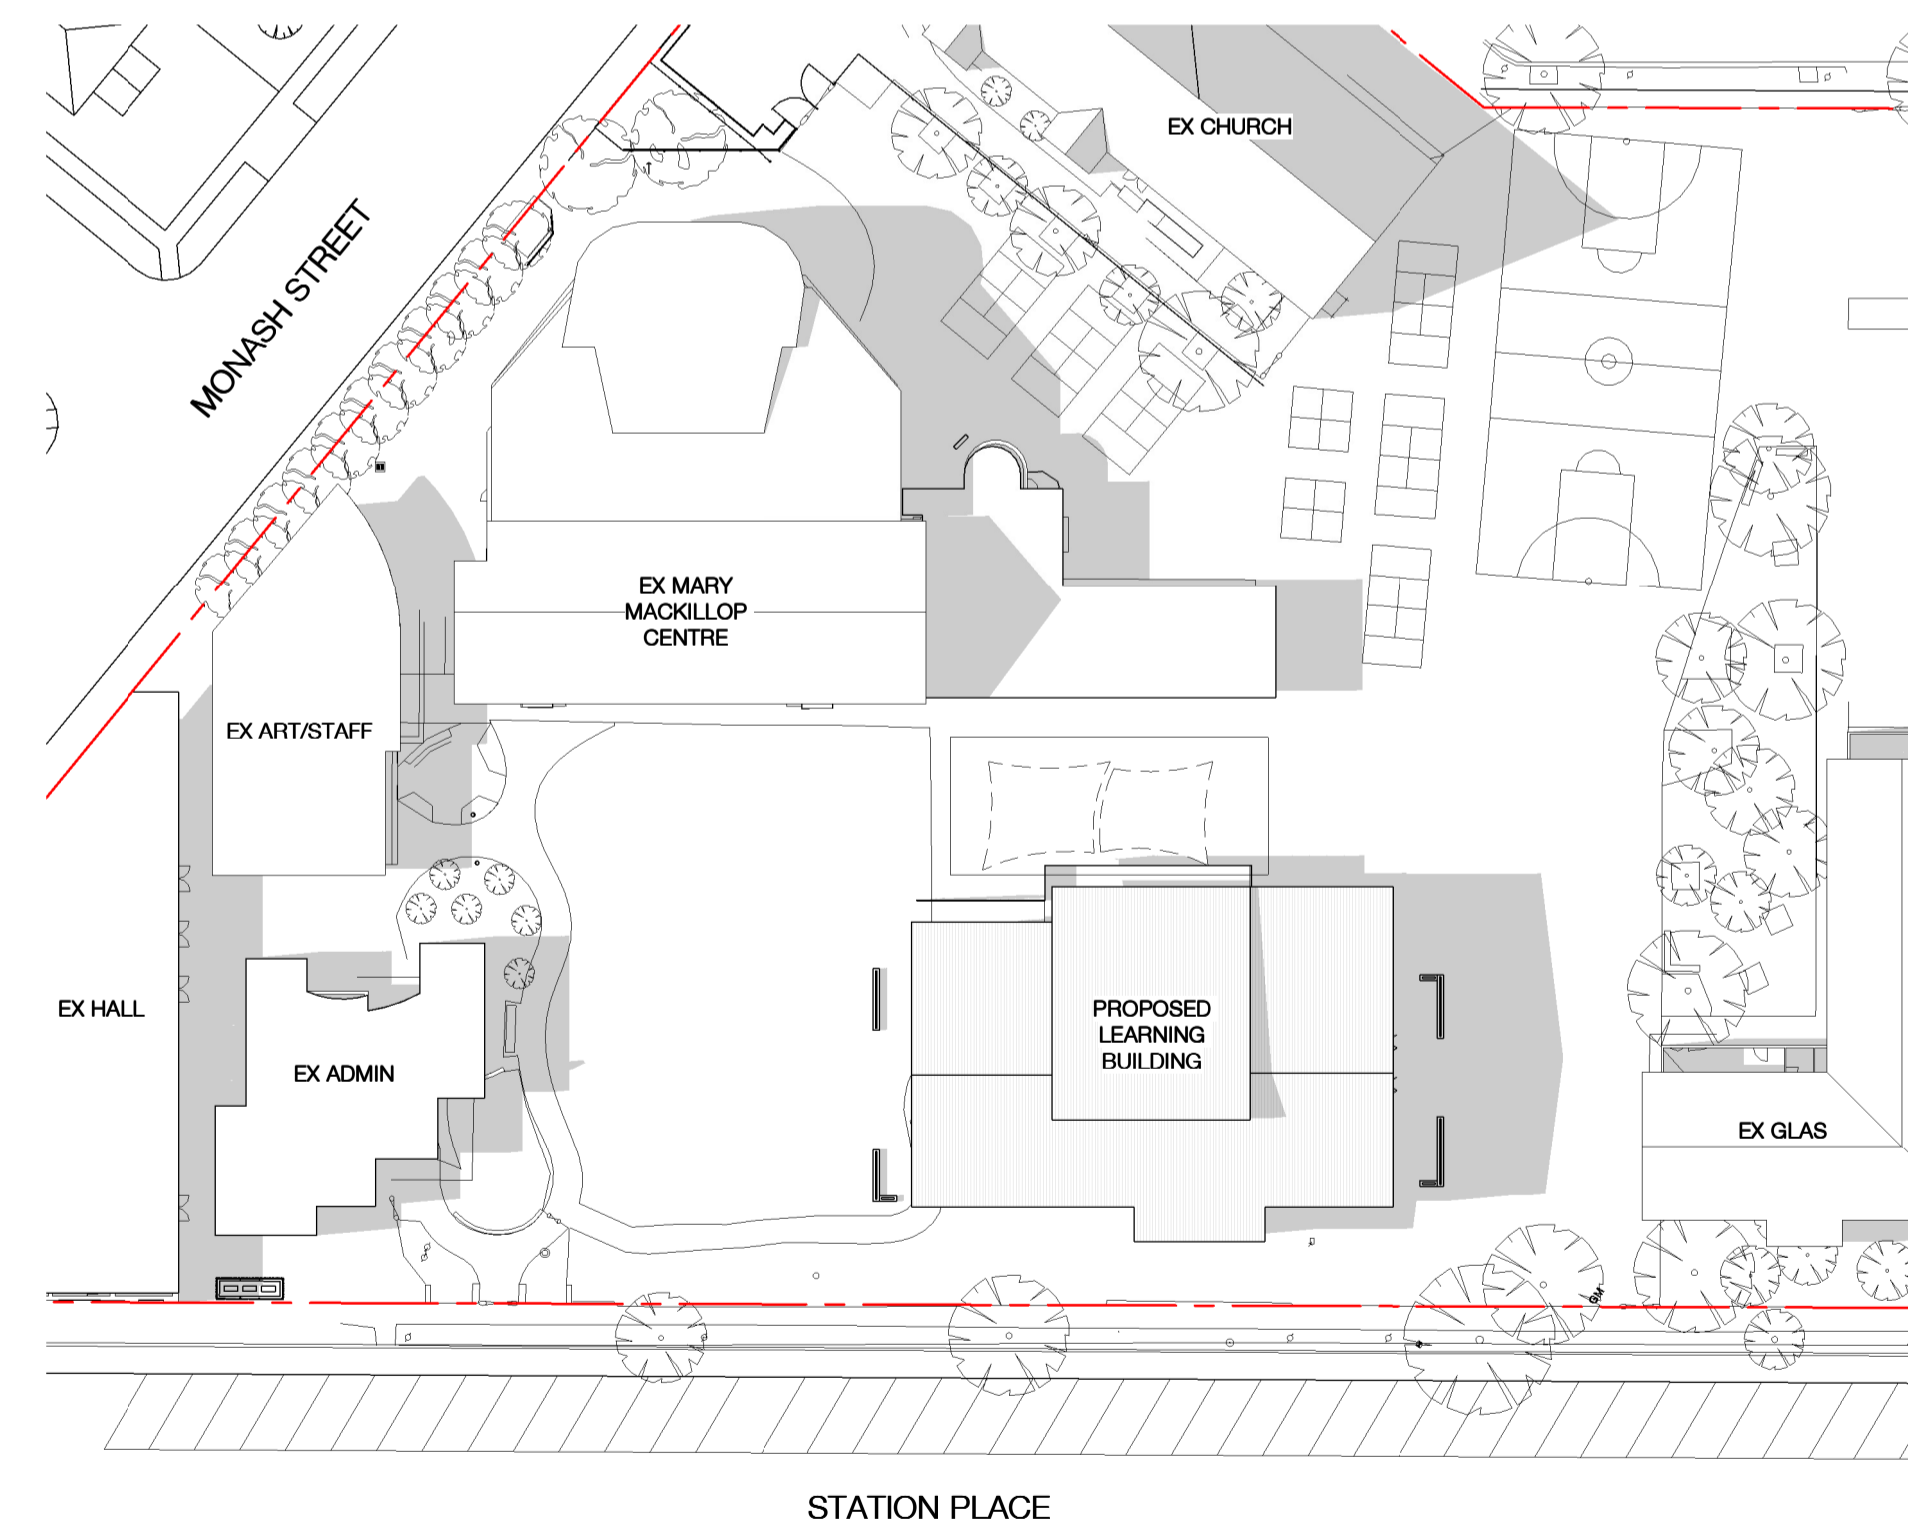 EX CHURCH
MONASH STREET
EX MARY
MACKILLOP
CENTRE
EX ART/STAFF
EX HALL
EX ADMIN
PROPOSED
LEARNING
BUILDING
EX GLAS
GM
STATION PLACE